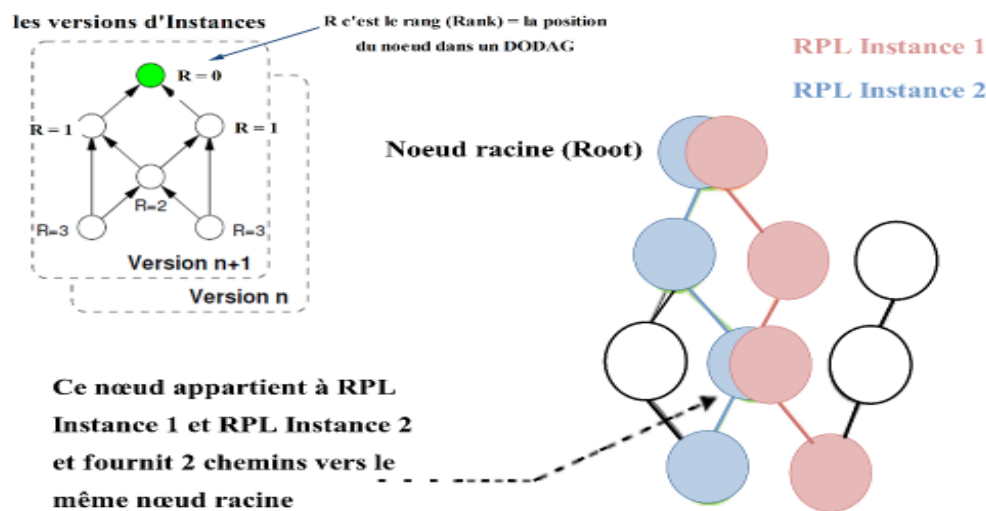 les versions d'Instances
R c'est le rang (Rank) = la position
du noeud dans un DODAG
R = 0
R = 1
R = 1
R=2
R=3
R=3
Version n+1
Version n
RPL Instance 1
RPL Instance 2
Noeud racine (Root)
Ce nœud appartient à RPL
Instance 1 et RPL Instance 2
et fournit 2 chemins vers le
même nœud racine